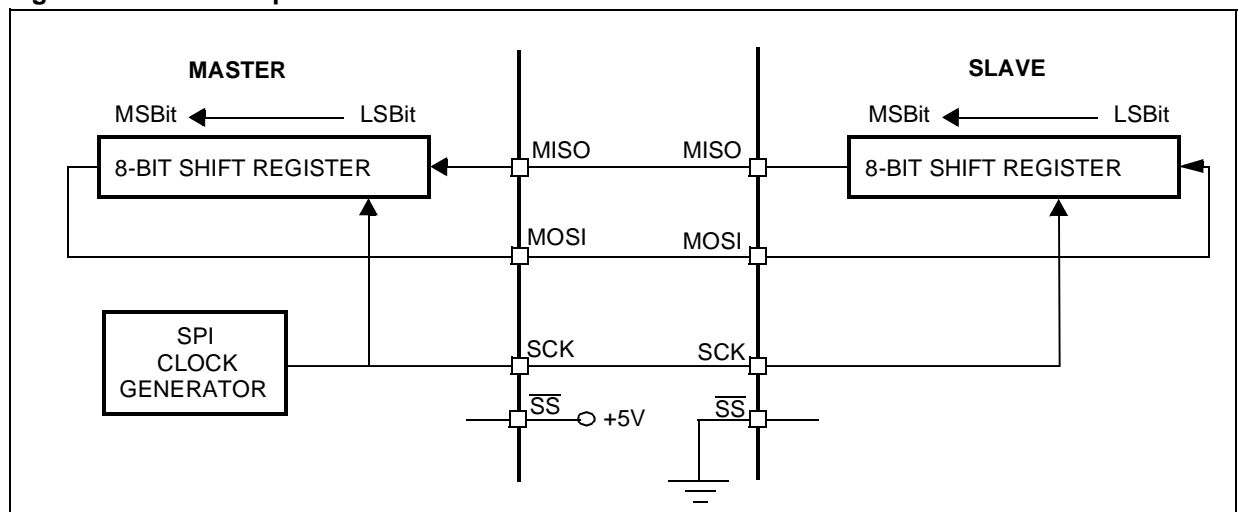 MASTER
SLAVE
MSBit LSBit
MSBit LSBit
8-BIT SHIFT REGISTER
MISO MISO
8-BIT SHIFT REGISTER
MOSI MOSI
SPI
CLOCK
GENERATOR
SCK SCK
SS +5V SS